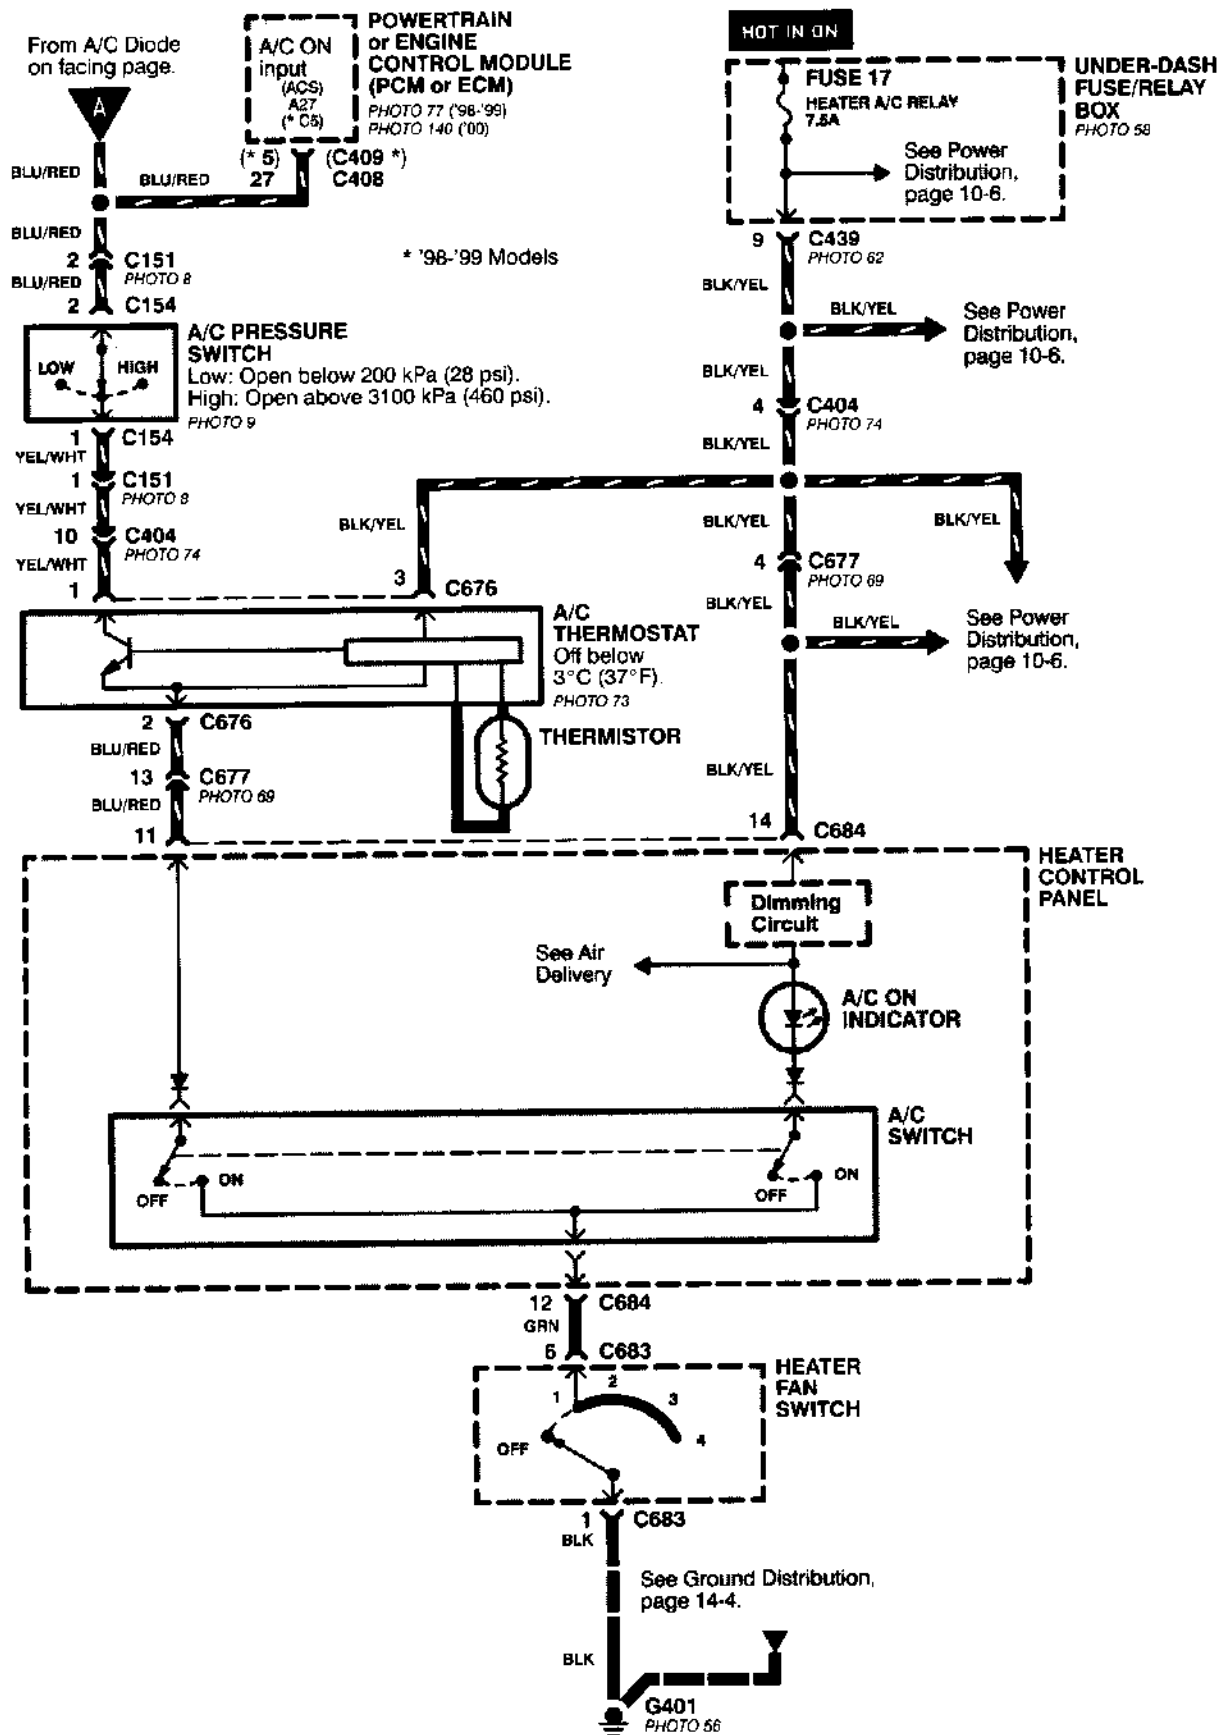 From A/C Diode
on facing page.
A
A/C ON
input
(ACS)
A27
(* C5)
POWERTRAIN
or ENGINE
CONTROL MODULE
(PCM or ECM)
PHOTO 77 ('98-'99)
PHOTO 140 ('00)
HOT IN ON
FUSE 17
HEATER A/C RELAY
7.5A
See Power
Distribution,
page 10-6.
UNDER-DASH
FUSE/RELAY
BOX
PHOTO 58
BLU/RED
BLU/RED
(* 5)
27
(C409 *)
C408
BLU/RED
2 C151
PHOTO 8
BLU/RED
2 C154
* '98-'99 Models
9 C439
PHOTO 62
BLK/YEL
BLK/YEL
See Power
Distribution,
page 10-6.
A/C PRESSURE
SWITCH
Low: Open below 200 kPa (28 psi).
High: Open above 3100 kPa (460 psi).
PHOTO 9
LOW
HIGH
BLK/YEL
4 C404
PHOTO 74
BLK/YEL
1 C154
YEL/WHT
1 C151
PHOTO 8
YEL/WHT
10 C404
PHOTO 74
YEL/WHT
1
BLK/YEL
3 C676
BLK/YEL
BLK/YEL
4 C677
PHOTO 69
BLK/YEL
BLK/YEL
See Power
Distribution,
page 10-6.
A/C
THERMOSTAT
Off below
3°C (37°F).
PHOTO 73
THERMISTOR
2 C676
BLU/RED
13 C677
PHOTO 69
BLU/RED
11
BLK/YEL
14 C684
HEATER
CONTROL
PANEL
Dimming
Circuit
See Air
Delivery
A/C ON
INDICATOR
A/C
SWITCH
OFF
ON
OFF
ON
12 C684
GRN
5 C683
HEATER
FAN
SWITCH
1
2
3
4
OFF
1 C683
BLK
See Ground Distribution,
page 14-4.
BLK
G401
PHOTO 56